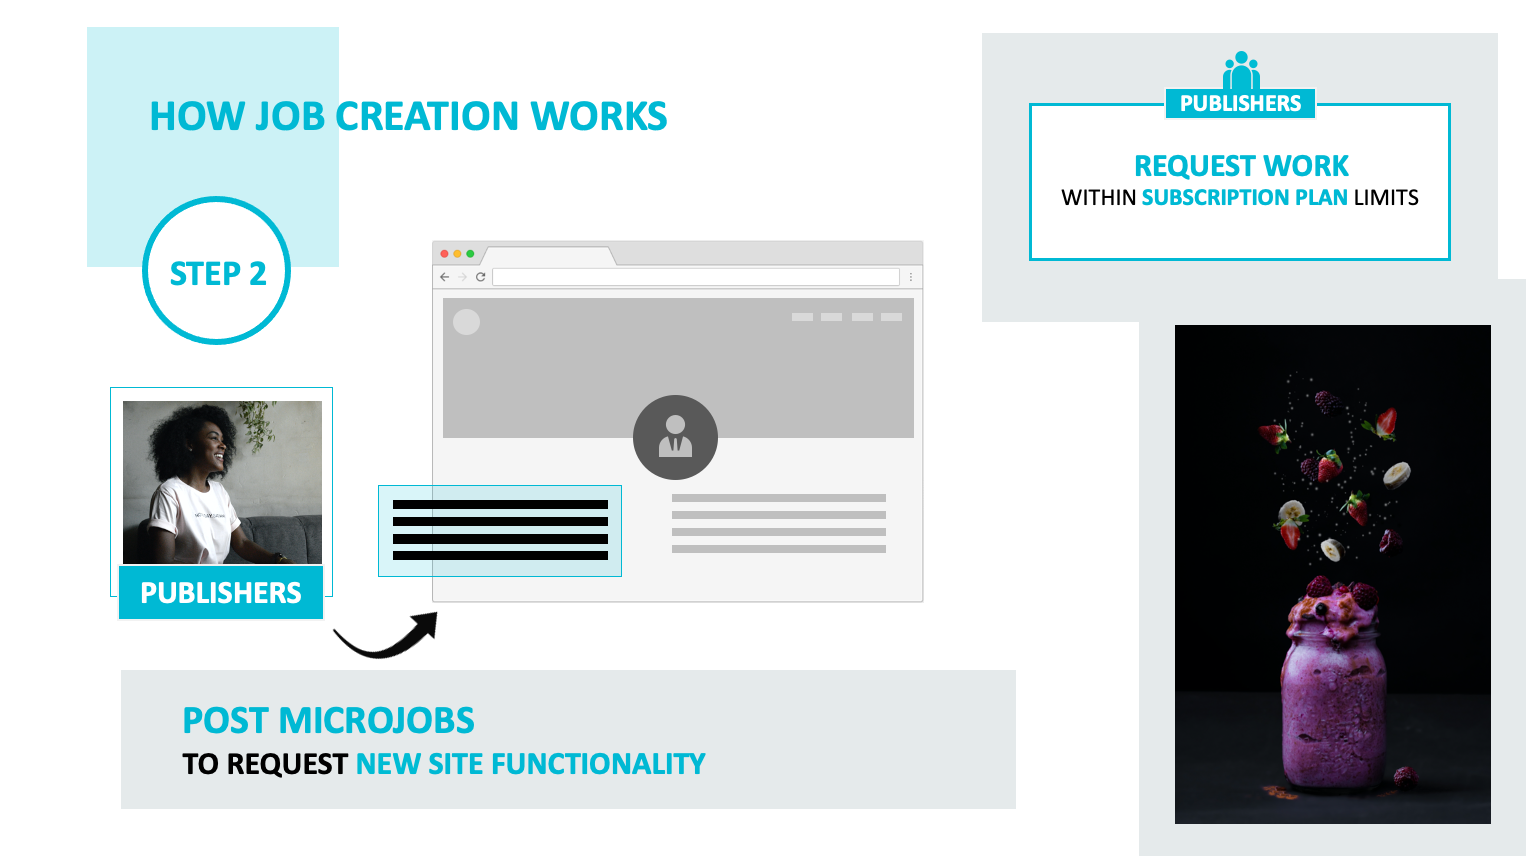 HOW JOB CREATION WORKS
STEP 2
PUBLISHERS
POST MICROJOBS
TO REQUEST NEW SITE FUNCTIONALITY
PUBLISHERS
REQUEST WORK
WITHIN SUBSCRIPTION PLAN LIMITS